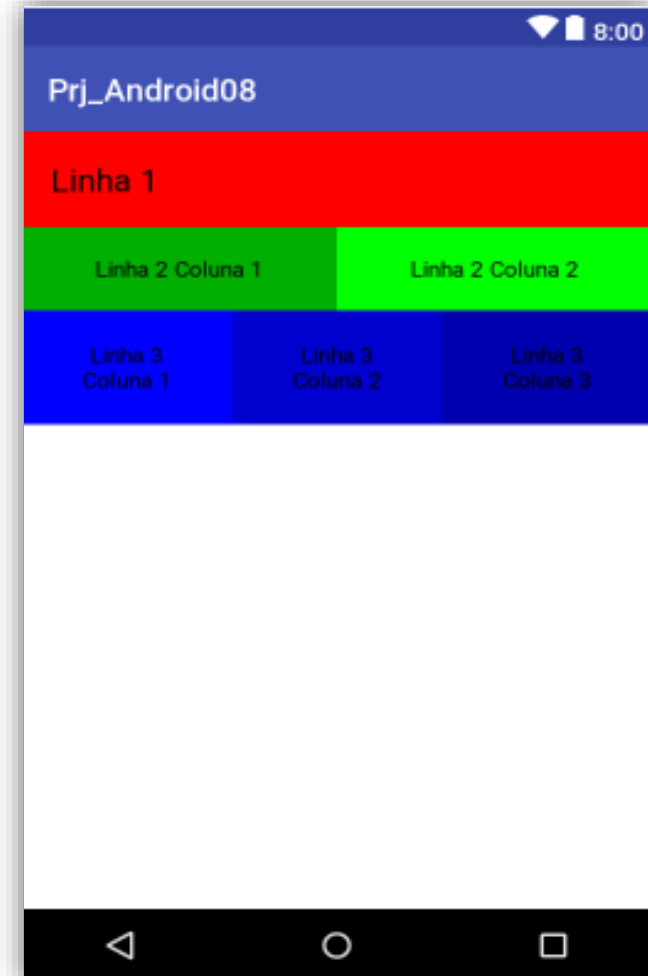 8:00
Prj_Android08
Linha 1
Linha 2 Coluna 1 Linha 2 Coluna 2
Linha 3 Linha 3 Linha 3
Coluna 1 Coluna 2 Coluna 3